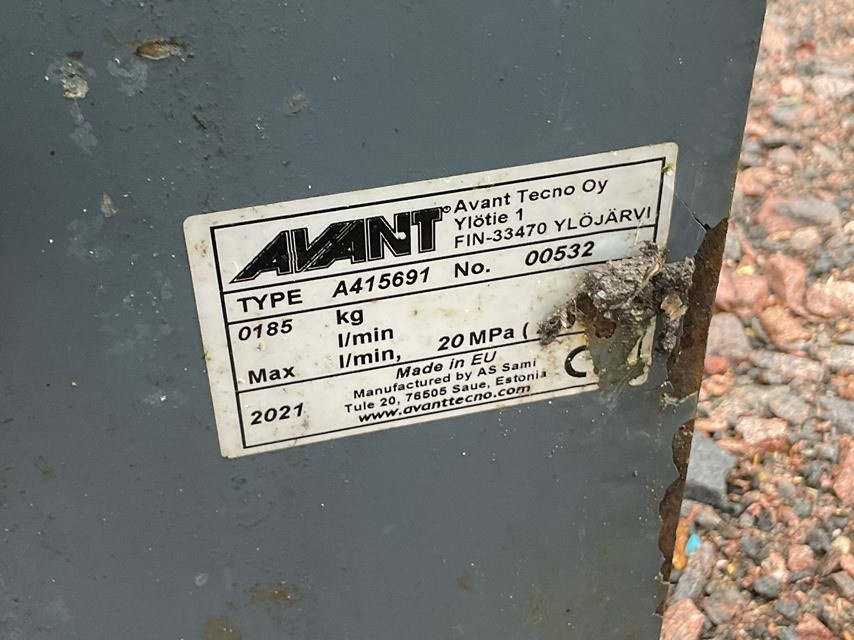 AVANT®
Avant Tecno Oy
Ylötie 1
FIN-33470 YLÖJÄRVI
TYPE A415691 No. 00532
0185 kg
l/min
Max l/min, 20 MPa (
Made in EU
Manufactured by AS Sami
2021 Tule 20, 76505 Saue, Estonia
www.avanttecno.com